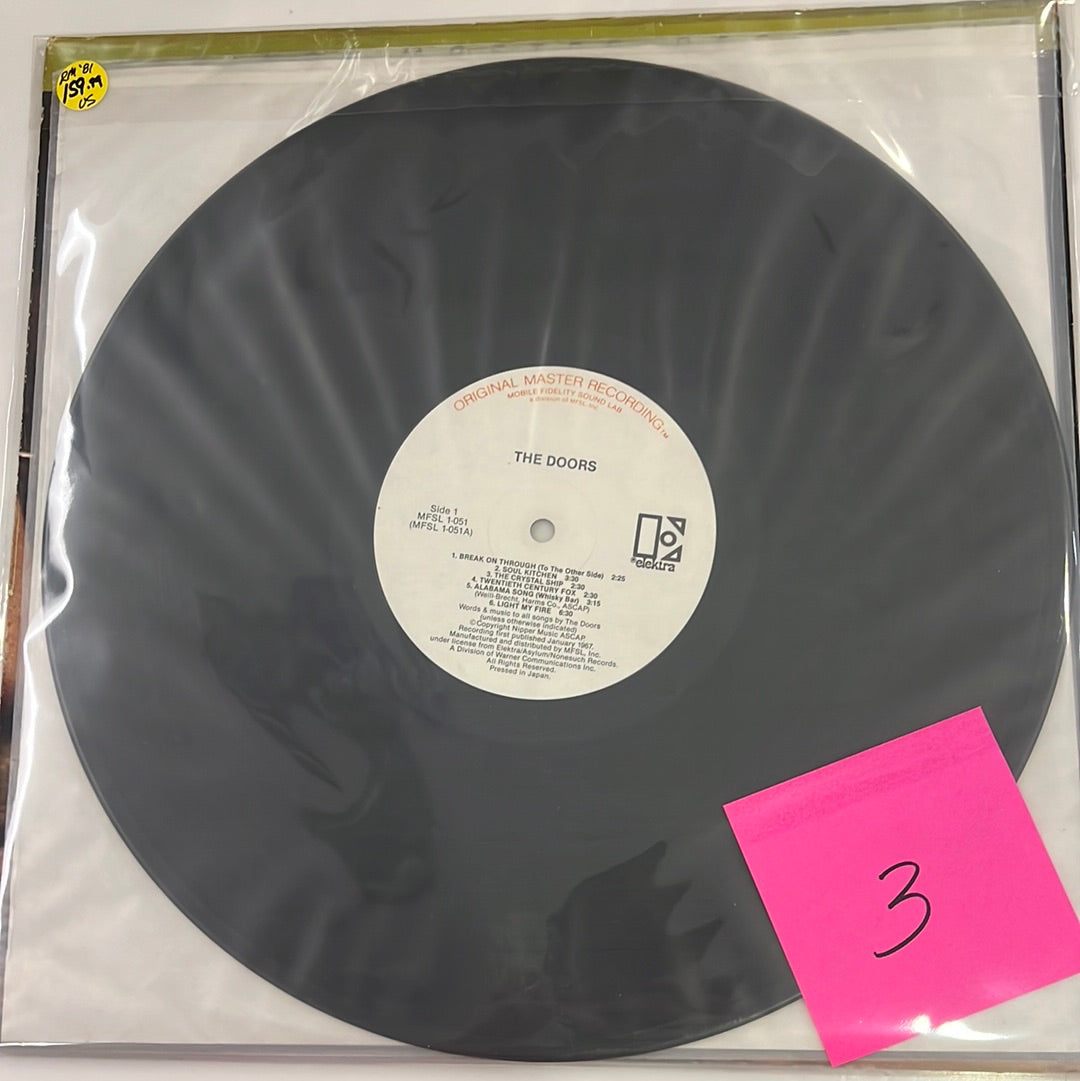 RM '81
159.99
US
ORIGINAL MASTER RECORDING™
MOBILE FIDELITY SOUND LAB
a division of MFSL, Inc.
THE DOORS
Side 1
MFSL 1-051
(MFSL 1-051A)
elektra
1. BREAK ON THROUGH (To The Other Side) 2:25
2. SOUL KITCHEN 3:30
3. THE CRYSTAL SHIP 2:30
4. TWENTIETH CENTURY FOX 2:30
5. ALABAMA SONG (Whisky Bar) 3:15
(Weill-Brecht, Harms Co., ASCAP)
6. LIGHT MY FIRE 6:30
Words & music to all songs by The Doors
(unless otherwise indicated)
©Copyright Nipper Music ASCAP.
Recording first published January 1967.
Manufactured and distributed by MFSL, Inc.
under license from Elektra/Asylum/Nonesuch Records.
A Division of Warner Communications Inc.
All Rights Reserved.
Pressed in Japan.
3